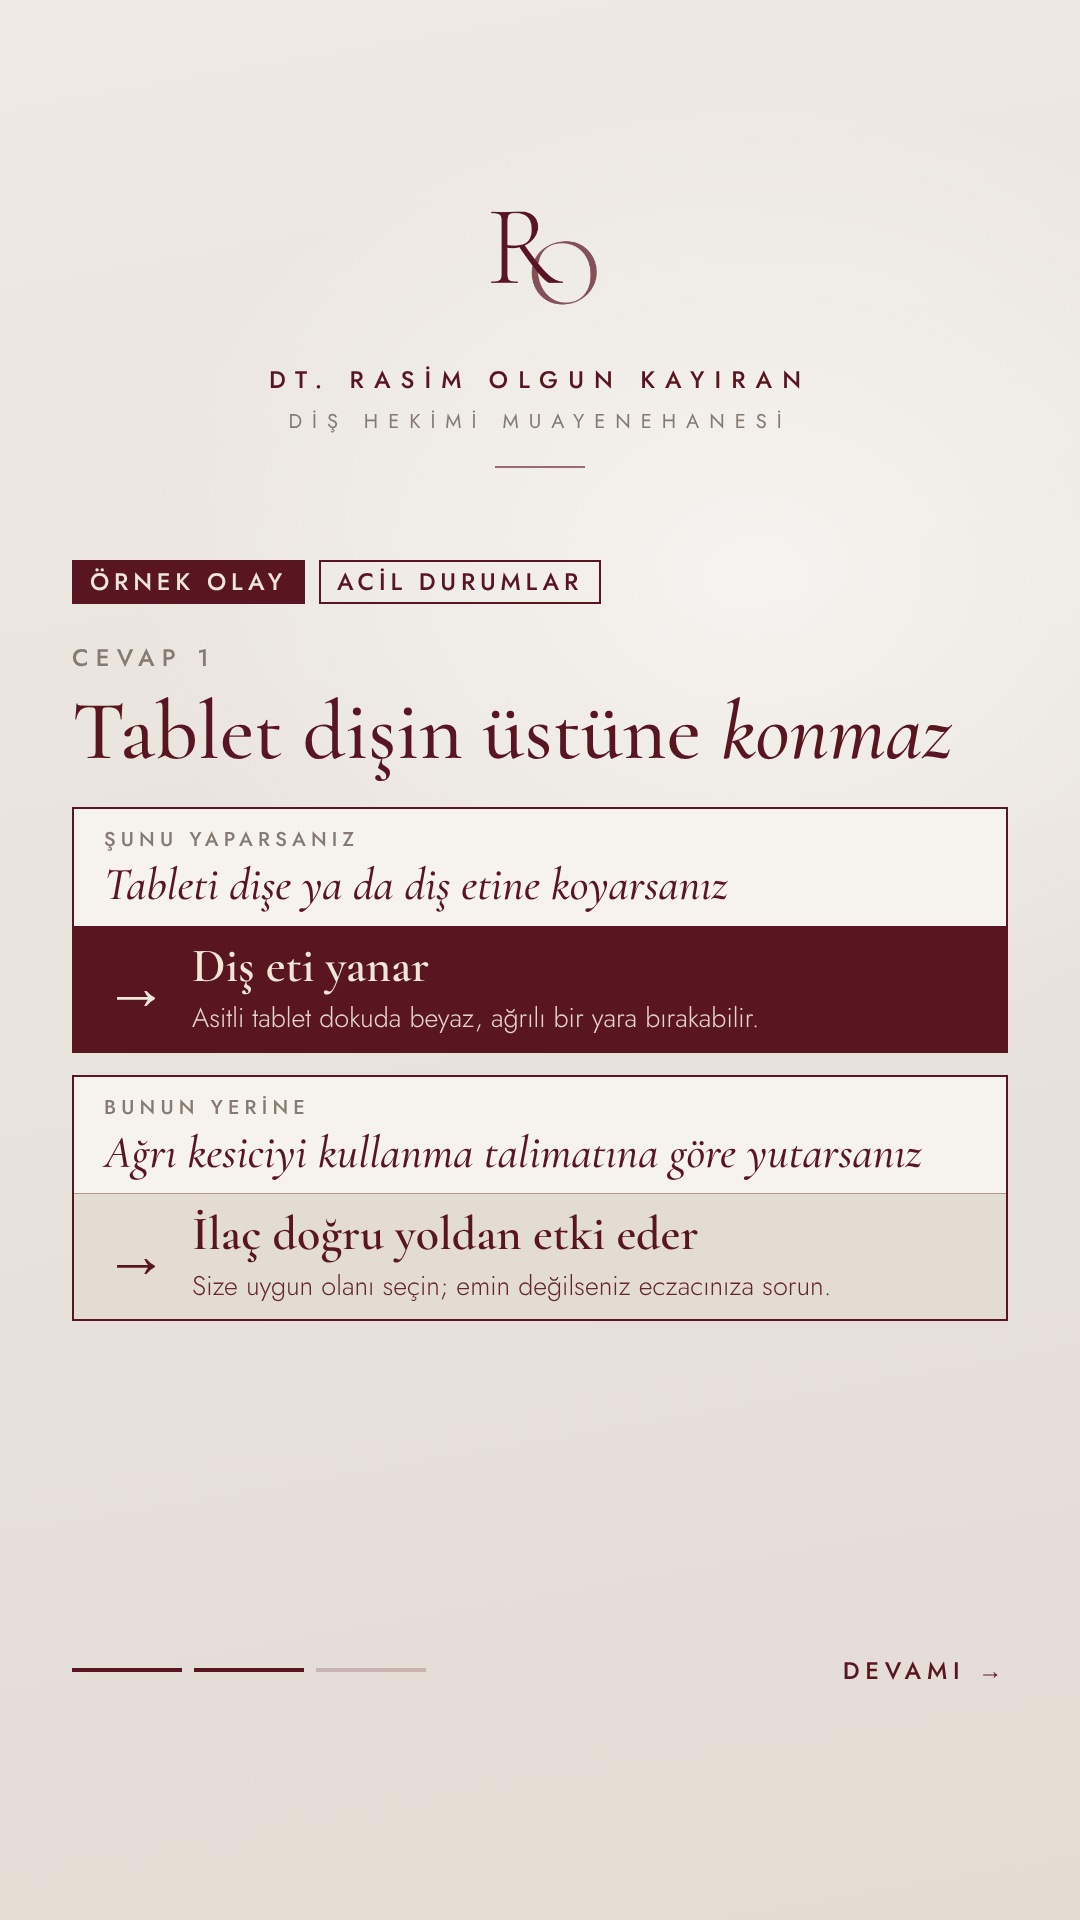 RO
DT. RASİM OLGUN KAYIRAN
DİŞ HEKİMİ MUAYENEHANESİ
ÖRNEK OLAY
ACİL DURUMLAR
CEVAP 1
Tablet dişin üstüne konmaz
ŞUNU YAPARSANIZ
Tableti dişe ya da diş etine koyarsanız
→ Diş eti yanar
Asitli tablet dokuda beyaz, ağrılı bir yara bırakabilir.
BUNUN YERİNE
Ağrı kesiciyi kullanma talimatına göre yutarsanız
→ İlaç doğru yoldan etki eder
Size uygun olanı seçin; emin değilseniz eczacınıza sorun.
DEVAMI →